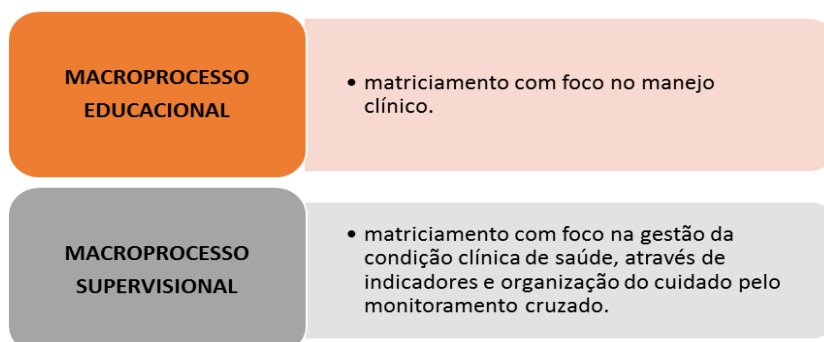 MACROPROCESSO
EDUCACIONAL
• matriciamento com foco no manejo
clínico.
MACROPROCESSO
SUPERVISIONAL
• matriciamento com foco na gestão da
condição clínica de saúde, através de
indicadores e organização do cuidado pelo
monitoramento cruzado.